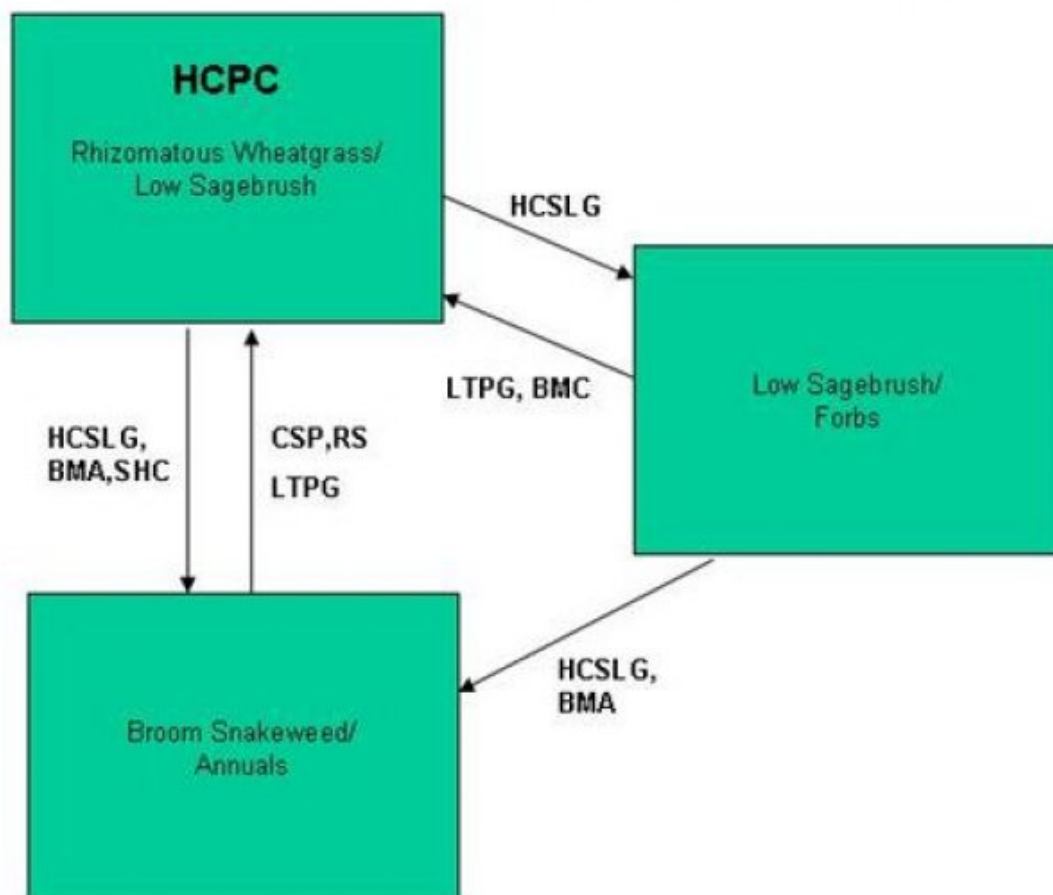 HCPC
Rhizomatous Wheatgrass/
Low Sagebrush
HCSLG
LTPG, BMC
Low Sagebrush/
Forbs
HCSLG,
BMA,SHC
CSP,RS
LTPG
HCSLG,
BMA
Broom Snakeweed/
Annuals